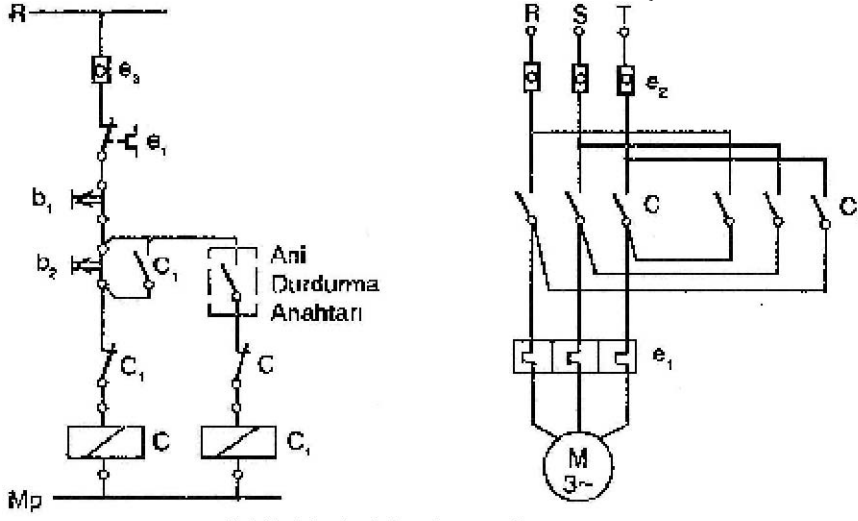 R
e₃
e₁
b₁
b₂
C₁
Ani
Durdurma
Anahtarı
C₁
C
C
C₁
Mp
R S T
e₂
C
C
e₁
M
3~